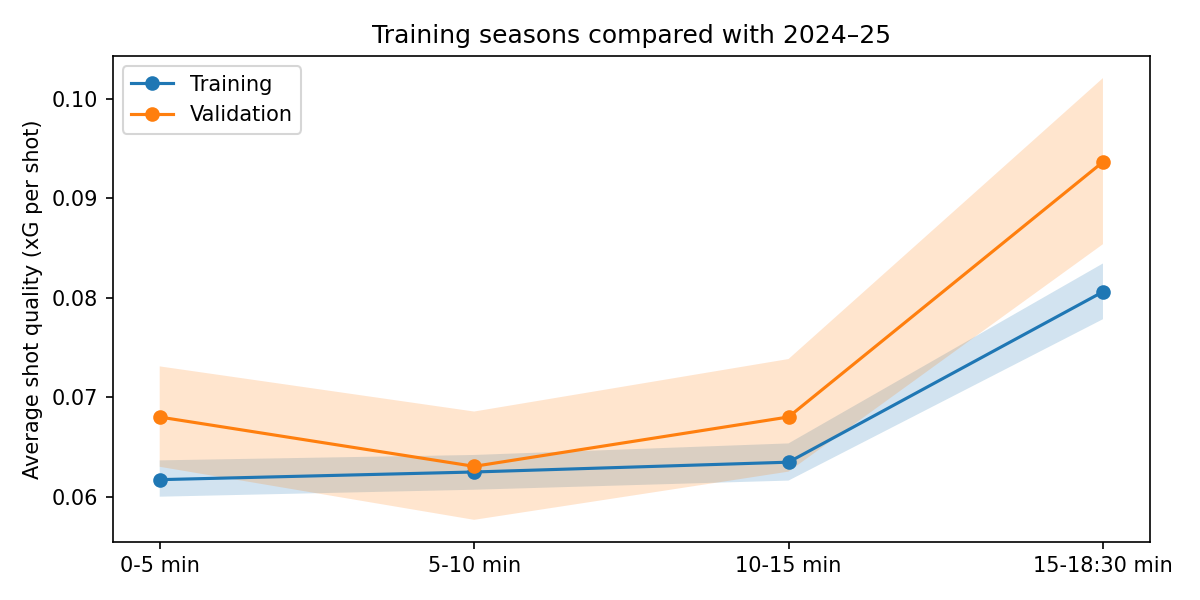 Training seasons compared with 2024–25
Training
Validation
Average shot quality (xG per shot)
0.10
0.09
0.08
0.07
0.06
0-5 min
5-10 min
10-15 min
15-18:30 min